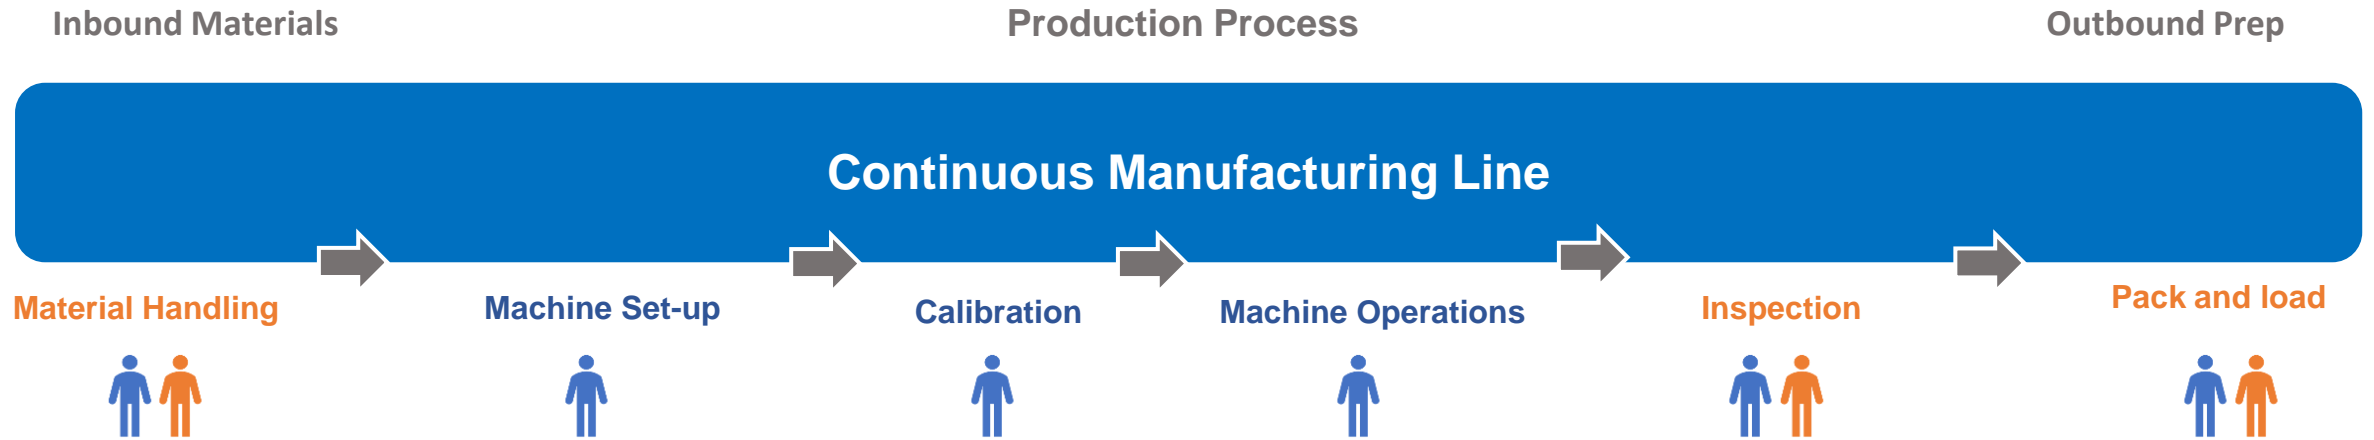 Inbound Materials
Production Process
Outbound Prep
Continuous Manufacturing Line
Material Handling
Machine Set-up
Calibration
Machine Operations
Inspection
Pack and load